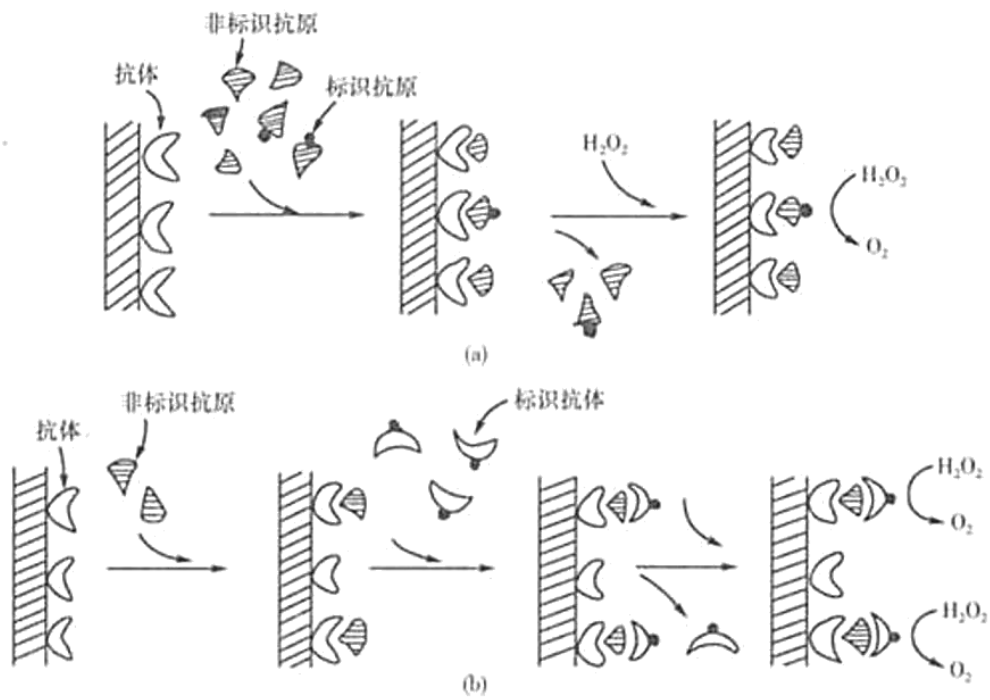 非标识抗原
抗体
标识抗原
H₂O₂
H₂O₂
O₂
(a)
非标识抗原
标识抗体
抗体
H₂O₂
O₂
H₂O₂
O₂
(b)